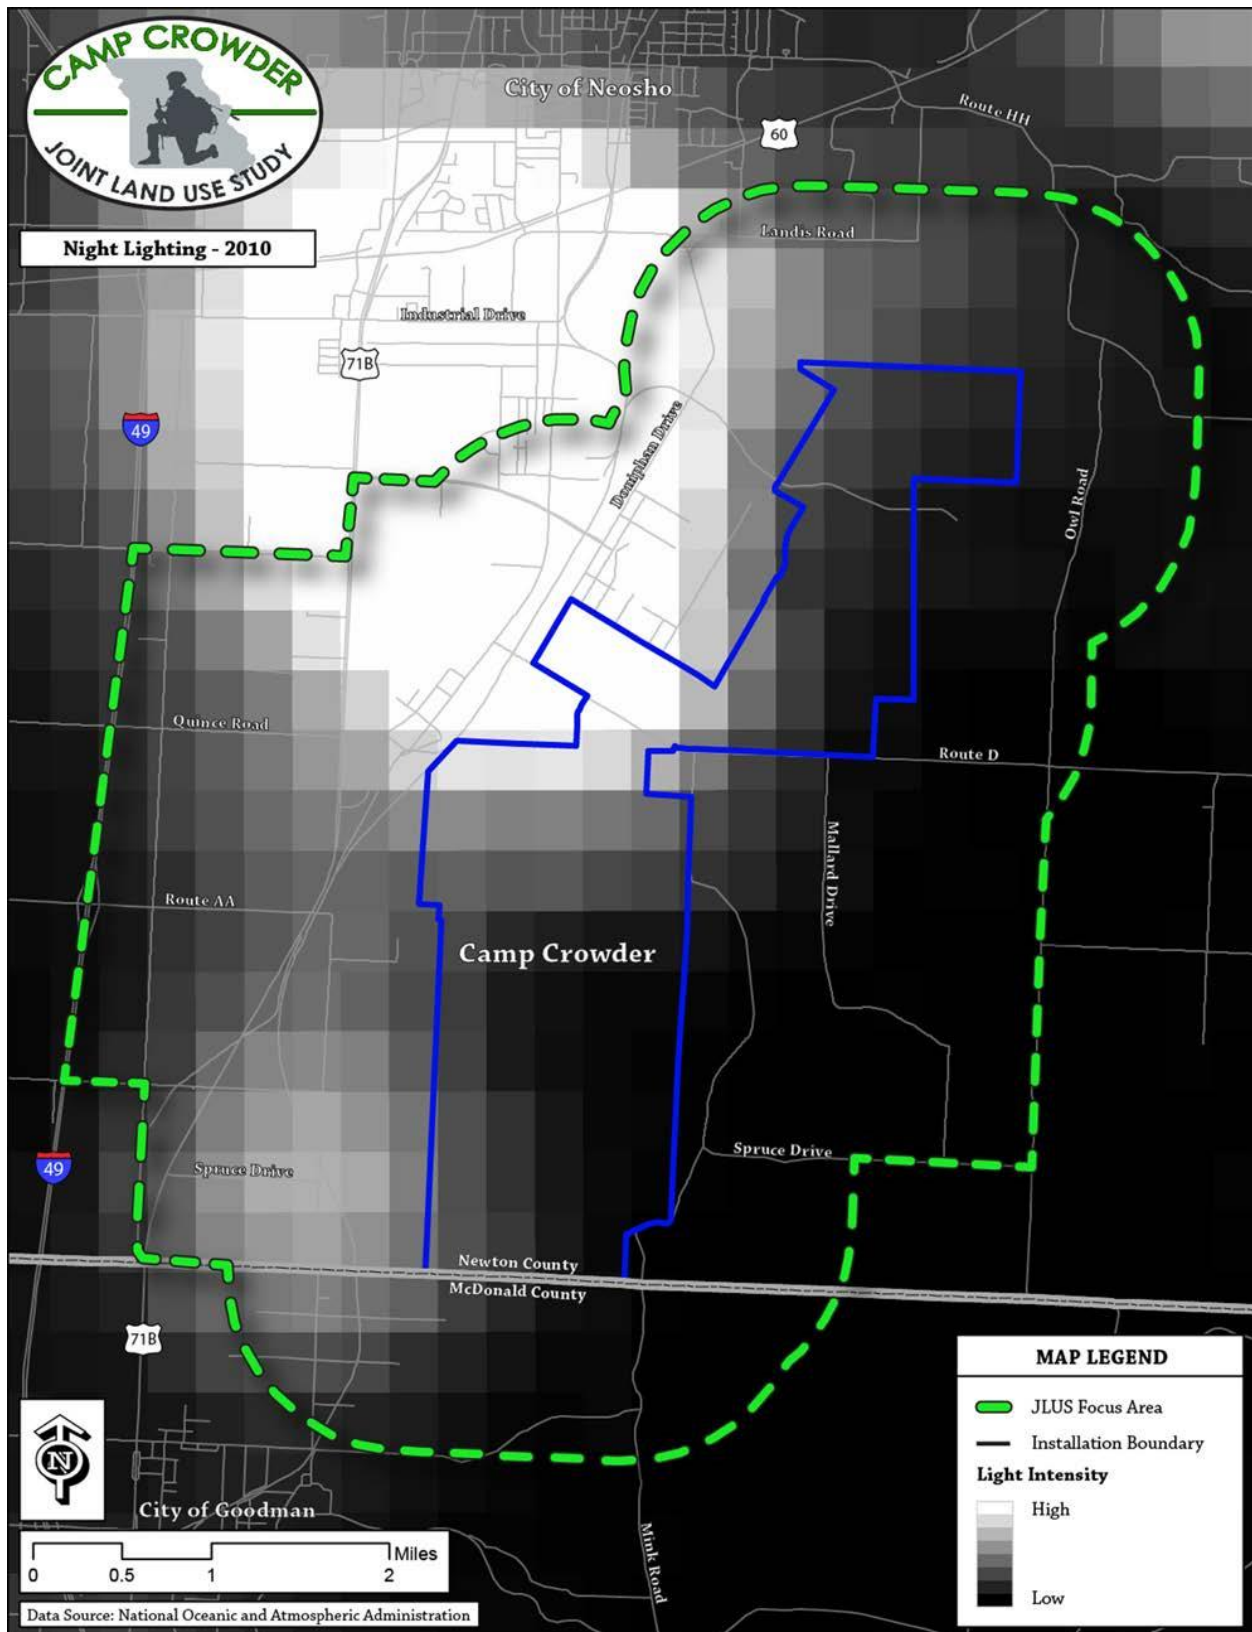 CAMP CROWDER
JOINT LAND USE STUDY
Night Lighting - 2010
City of Neosho
Route HH
60
Landis Road
Industrial Drive
71B
49
Doniphan Drive
Owl Road
Quince Road
Route D
Mallard Drive
Route AA
Camp Crowder
Spruce Drive
49
Spruce Drive
Newton County
McDonald County
71B
N
City of Goodman
Mink Road
Miles
0 0.5 1 2
Data Source: National Oceanic and Atmospheric Administration
MAP LEGEND
JLUS Focus Area
Installation Boundary
Light Intensity
High
Low